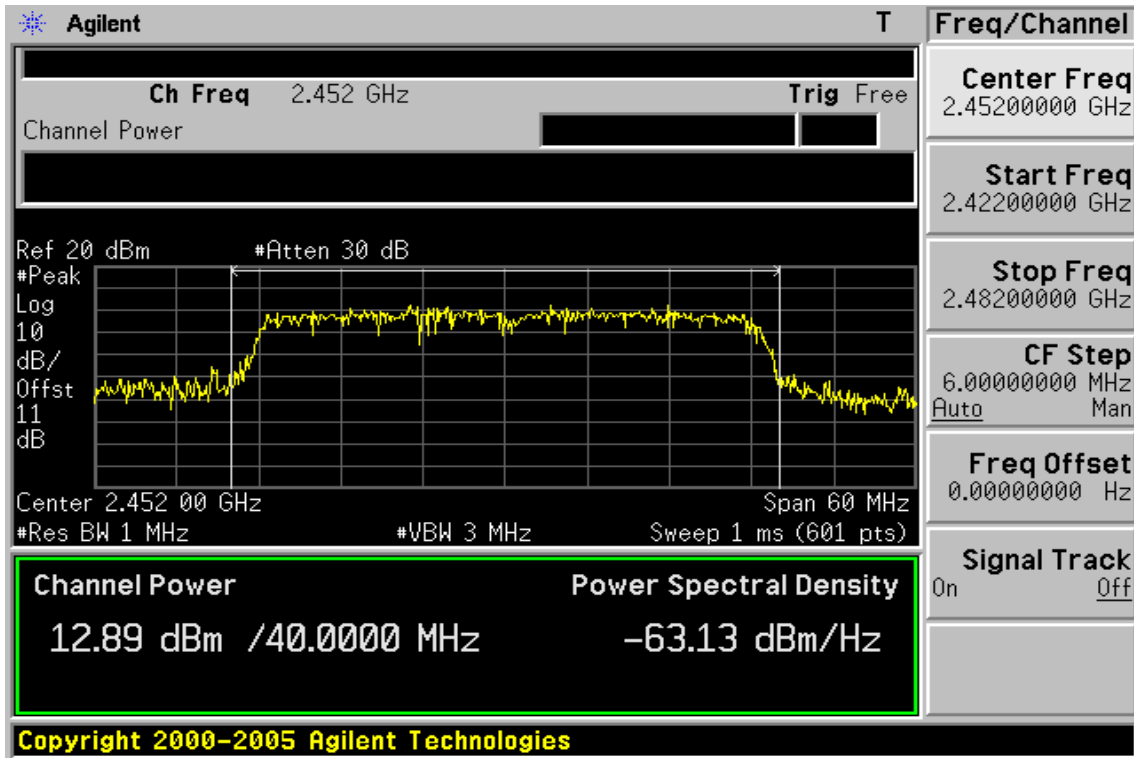 Agilent T
Freq/Channel
Ch Freq 2.452 GHz Trig Free
Channel Power
Center Freq
2.45200000 GHz
Start Freq
2.42200000 GHz
Stop Freq
2.48200000 GHz
CF Step
6.00000000 MHz
Auto Man
Freq Offset
0.00000000 Hz
Signal Track
On Off
Ref 20 dBm #Atten 30 dB
#Peak
Log
10
dB/
Offst
11
dB
Center 2.452 00 GHz Span 60 MHz
#Res BW 1 MHz #VBW 3 MHz Sweep 1 ms (601 pts)
Channel Power Power Spectral Density
12.89 dBm /40.0000 MHz -63.13 dBm/Hz
Copyright 2000-2005 Agilent Technologies